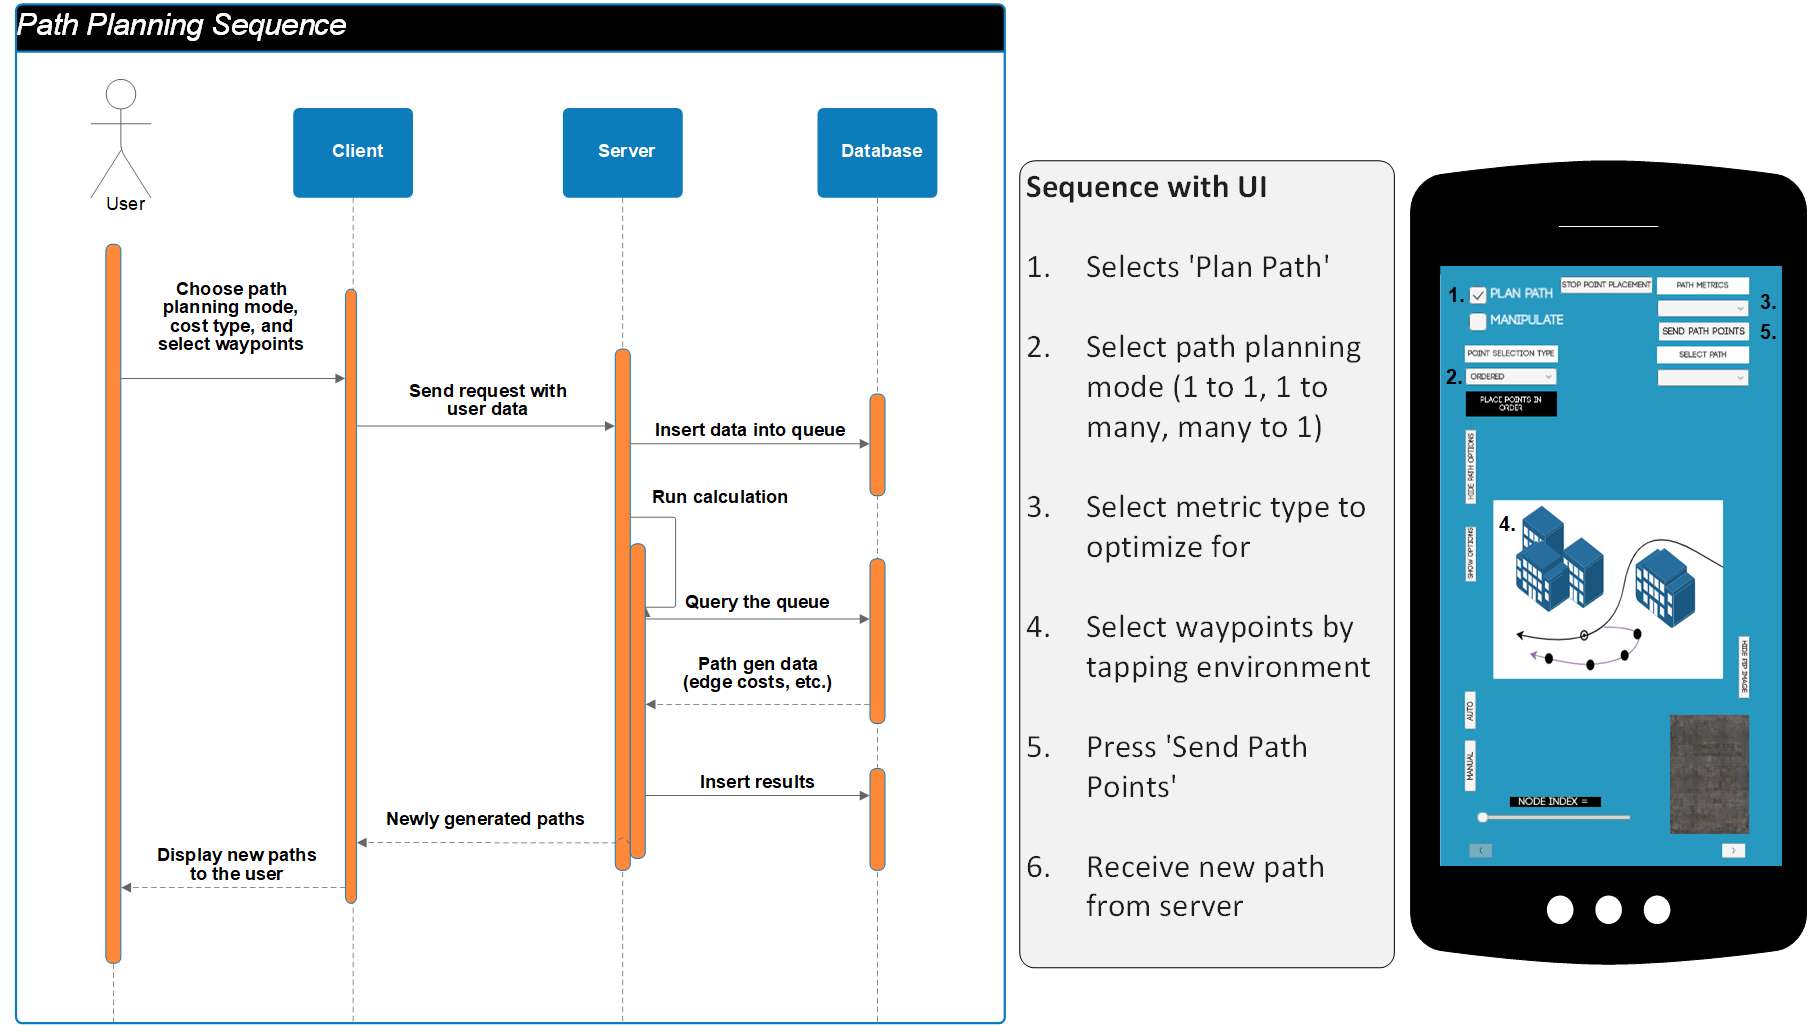 Path Planning Sequence
User
Client
Server
Database
Choose path
planning mode,
cost type, and
select waypoints
Send request with
user data
Insert data into queue
Run calculation
Query the queue
Path gen data
(edge costs, etc.)
Insert results
Newly generated paths
Display new paths
to the user
Sequence with UI
1. Selects 'Plan Path'
2. Select path planning
mode (1 to 1, 1 to
many, many to 1)
3. Select metric type to
optimize for
4. Select waypoints by
tapping environment
5. Press 'Send Path
Points'
6. Receive new path
from server
1. PLAN PATH
MANIPULATE
STOP POINT PLACEMENT
PATH METRICS
3.
SEND PATH POINTS 5.
SELECT PATH
POINT SELECTION TYPE
2. ORDERED
PLACE POINTS IN
ORDER
HIDE PATH OPTIONS
SHOW OPTIONS
4.
HIDE PIP IMAGE
AUTO
MANUAL
NODE INDEX =